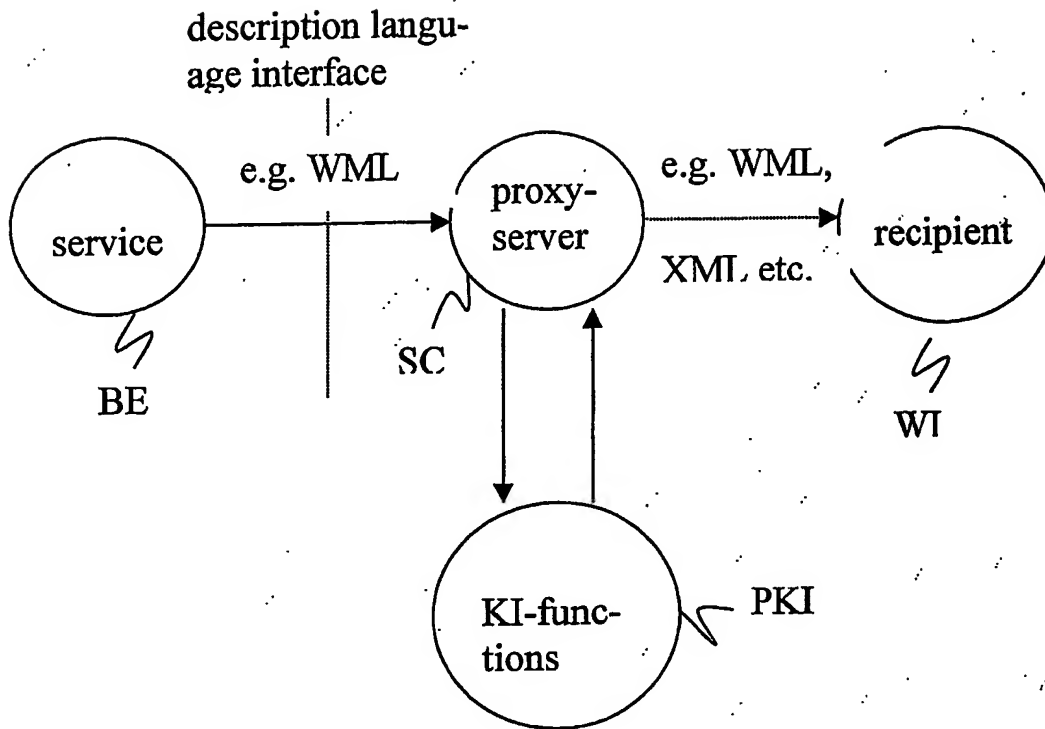 description langu-
age interface
e.g. WML
e.g. WML,
proxy-
server
service
recipient
XML etc.
SC
BE
WI
KI-func-
tions
PKI